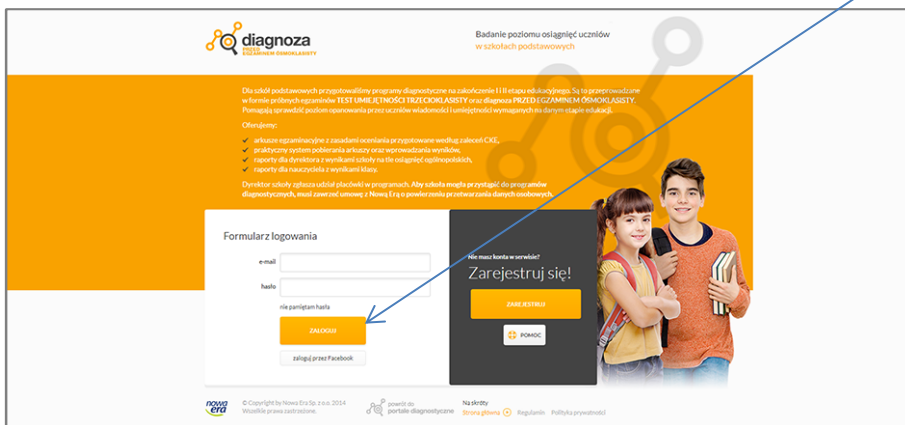 diagnoza
PRZED
EGZAMINEM ÓSMOKLASISTY
Badanie poziomu osiągnięć uczniów
w szkołach podstawowych
Dla szkół podstawowych przygotowaliśmy programy diagnostyczne na zakończenie I i II etapu edukacyjnego. Są to przeprowadzane
w formie próbnych egzaminów TEST UMIEJĘTNOŚCI TRZECIOKLASISTY oraz diagnoza PRZED EGZAMINEM ÓSMOKLASISTY.
Pomagają sprawdzić poziom opanowania przez uczniów wiadomości i umiejętności wymaganych na danym etapie edukacji.
Oferujemy:
arkusze egzaminacyjne z zasadami oceniania przygotowane według zaleceń CKE,
praktyczny system pobierania arkuszy oraz wprowadzania wyników,
raporty dla dyrektora z wynikami szkoły na tle osiągnięć ogólnopolskich,
raporty dla nauczyciela z wynikami klasy.
Dyrektor szkoły zgłasza udział placówki w programach. Aby szkoła mogła przystąpić do programów
diagnostycznych, musi zawrzeć umowę z Nową Erą o powierzeniu przetwarzania danych osobowych.
Formularz logowania
e-mail
hasło
nie pamiętam hasła
ZALOGUJ
zaloguj przez Facebook
Nie masz konta w serwisie?
Zarejestruj się!
ZAREJESTRUJ
POMOC
nowa
era
© Copyright by Nowa Era Sp. z o.o. 2014
Wszelkie prawa zastrzeżone.
powrót do
portalu diagnostyczne
Na skróty
Strona główna Regulamin Polityka prywatności